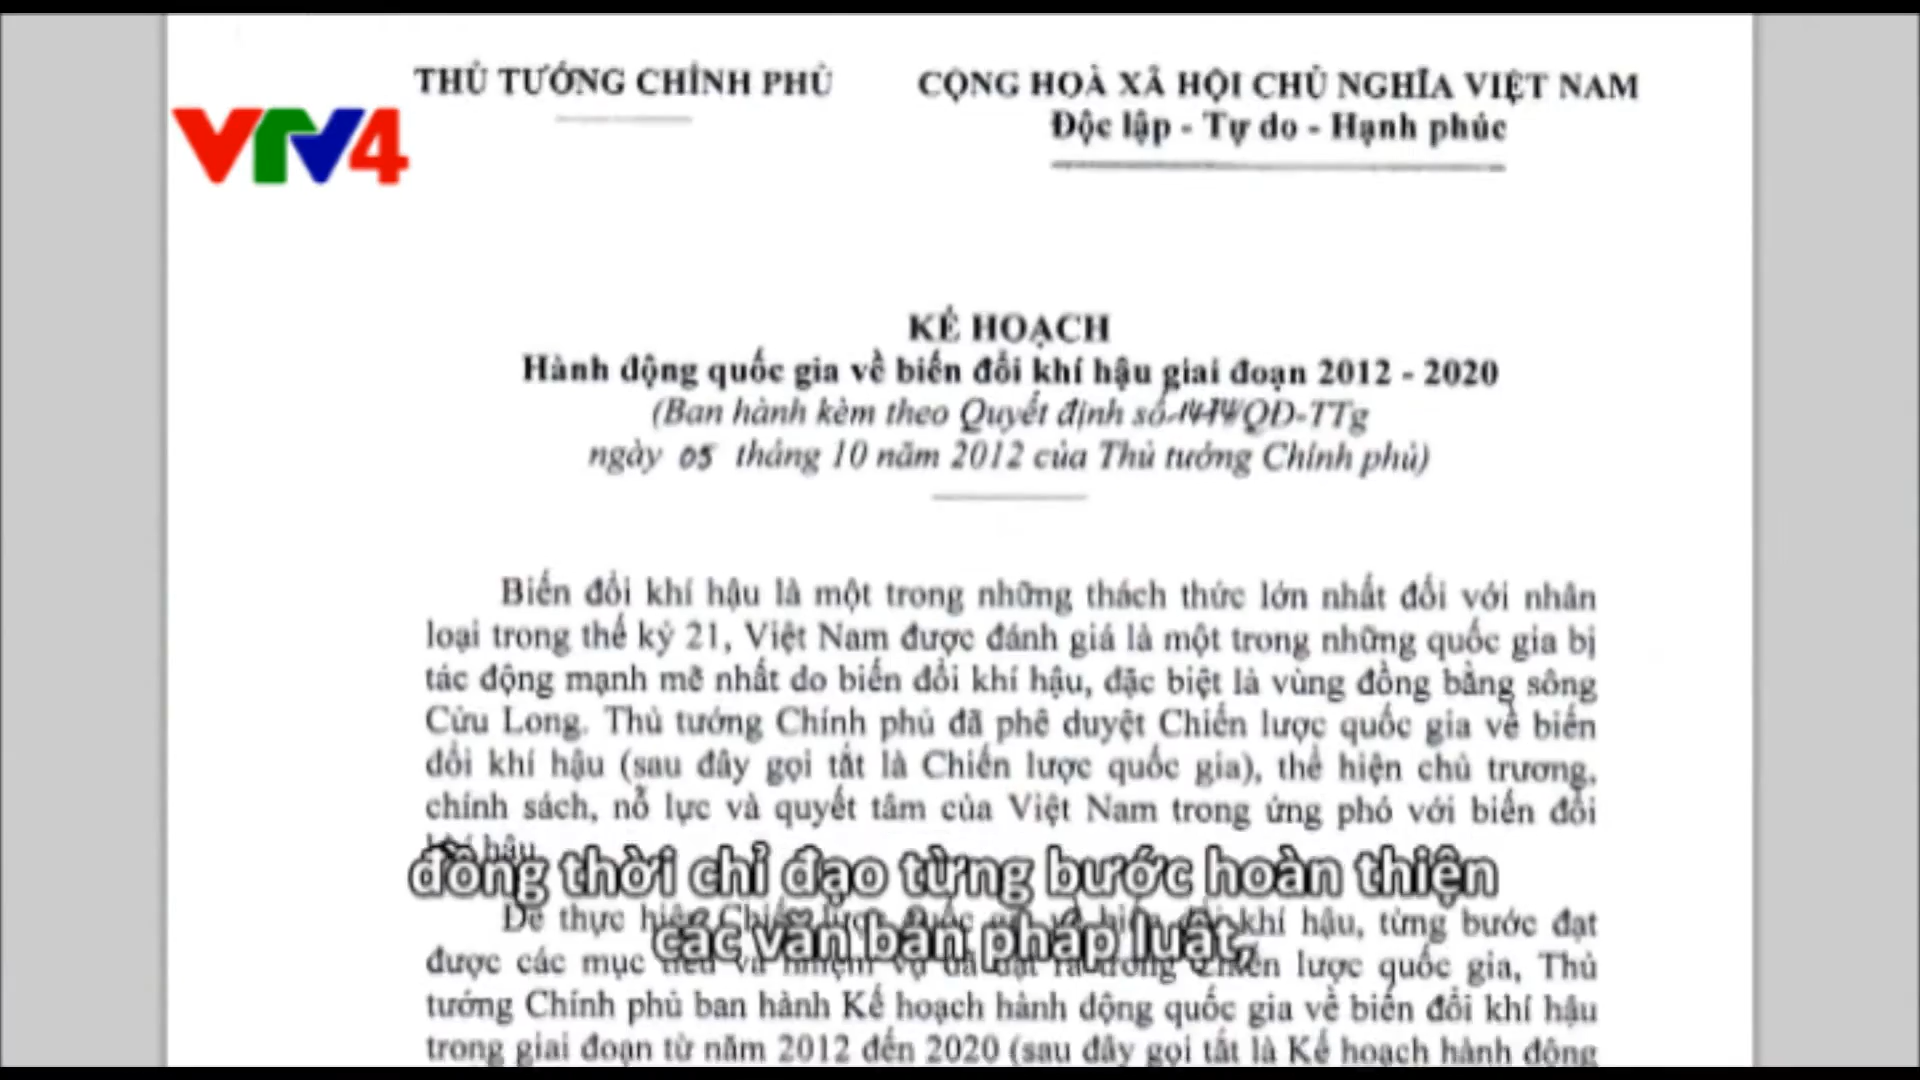 THỦ TƯỚNG CHÍNH PHỦ
CỘNG HOÀ XÃ HỘI CHỦ NGHĨA VIỆT NAM
Độc lập - Tự do - Hạnh phúc
VTV4
KẾ HOẠCH
Hành động quốc gia về biến đổi khí hậu giai đoạn 2012 - 2020
(Ban hành kèm theo Quyết định số QĐ-TTg
ngày 05 tháng 10 năm 2012 của Thủ tướng Chính phủ)
Biến đổi khí hậu là một trong những thách thức lớn nhất đối với nhân
loại trong thế kỷ 21, Việt Nam được đánh giá là một trong những quốc gia bị
tác động mạnh mẽ nhất do biến đổi khí hậu, đặc biệt là vùng đồng bằng sông
Cửu Long. Thủ tướng Chính phủ đã phê duyệt Chiến lược quốc gia về biến
đổi khí hậu (sau đây gọi tắt là Chiến lược quốc gia), thể hiện chủ trương,
chính sách, nỗ lực và quyết tâm của Việt Nam trong ứng phó với biến đổi
hậu.
đồng thời chỉ đạo từng bước hoàn thiện
Để thực khí hậu, từng bước đạt
các văn bản pháp luật,
được các mục lược quốc gia, Thủ
tướng Chính phủ ban hành Kế hoạch hành động quốc gia về biến đổi khí hậu
trong giai đoạn từ năm 2012 đến 2020 (sau đây gọi tắt là Kế hoạch hành động